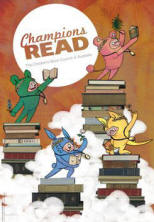 Champions
READ
The Children's Book Council of Australia